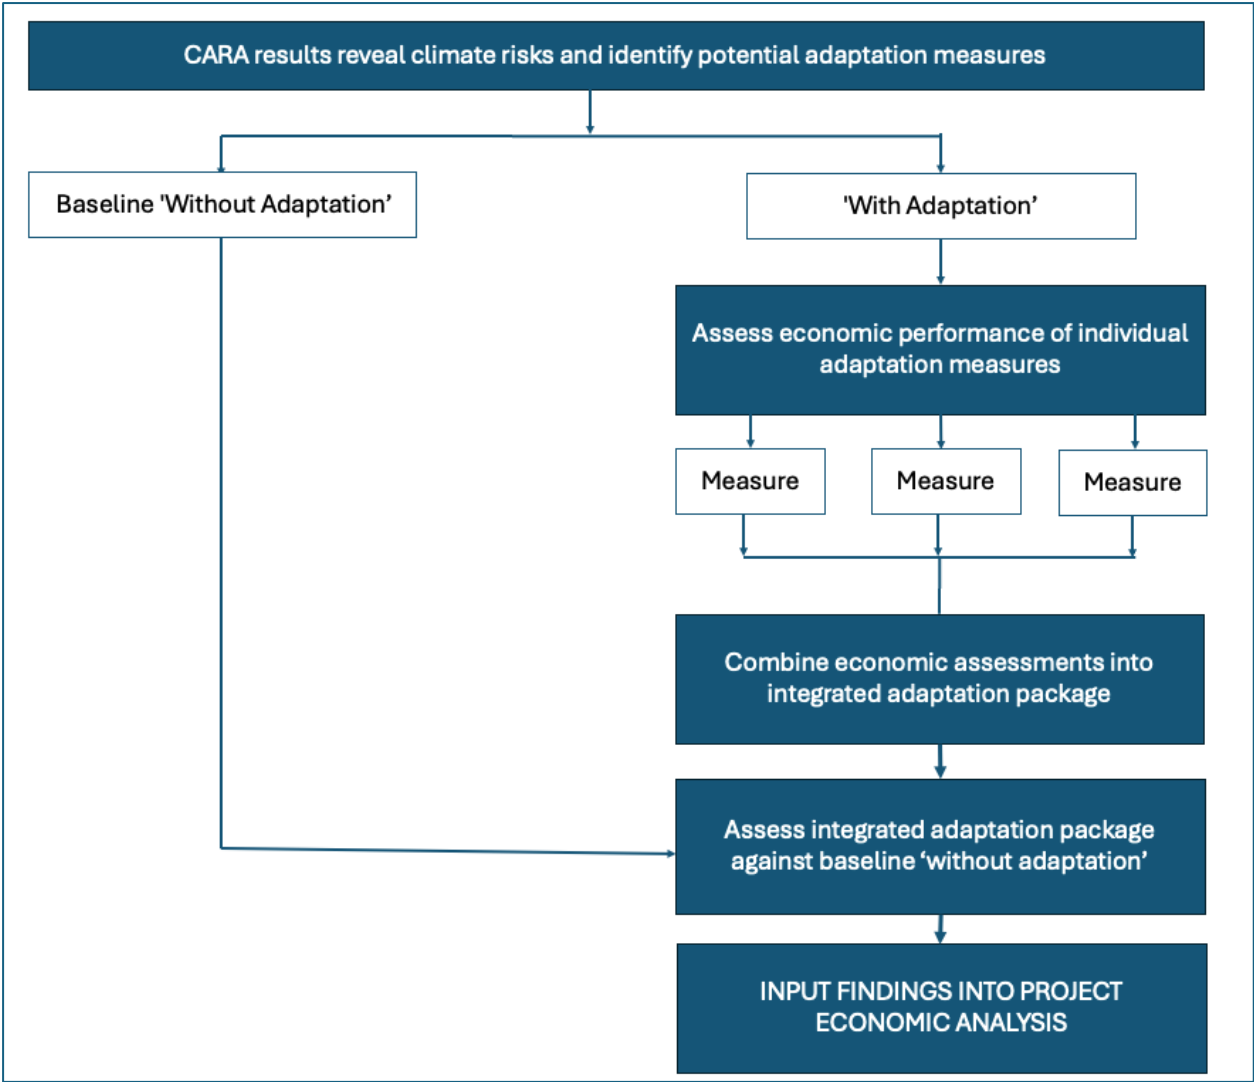 CARA results reveal climate risks and identify potential adaptation measures
Baseline 'Without Adaptation’
'With Adaptation’
Assess economic performance of individual
adaptation measures
Measure
Measure
Measure
Combine economic assessments into
integrated adaptation package
Assess integrated adaptation package
against baseline ‘without adaptation’
INPUT FINDINGS INTO PROJECT
ECONOMIC ANALYSIS